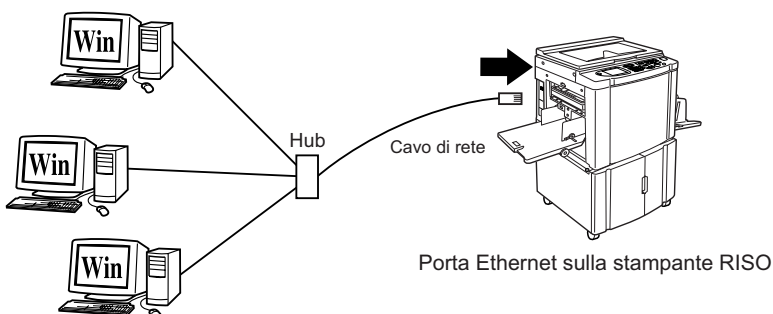 Win
Hub
Cavo di rete
Win
Win
Porta Ethernet sulla stampante RISO